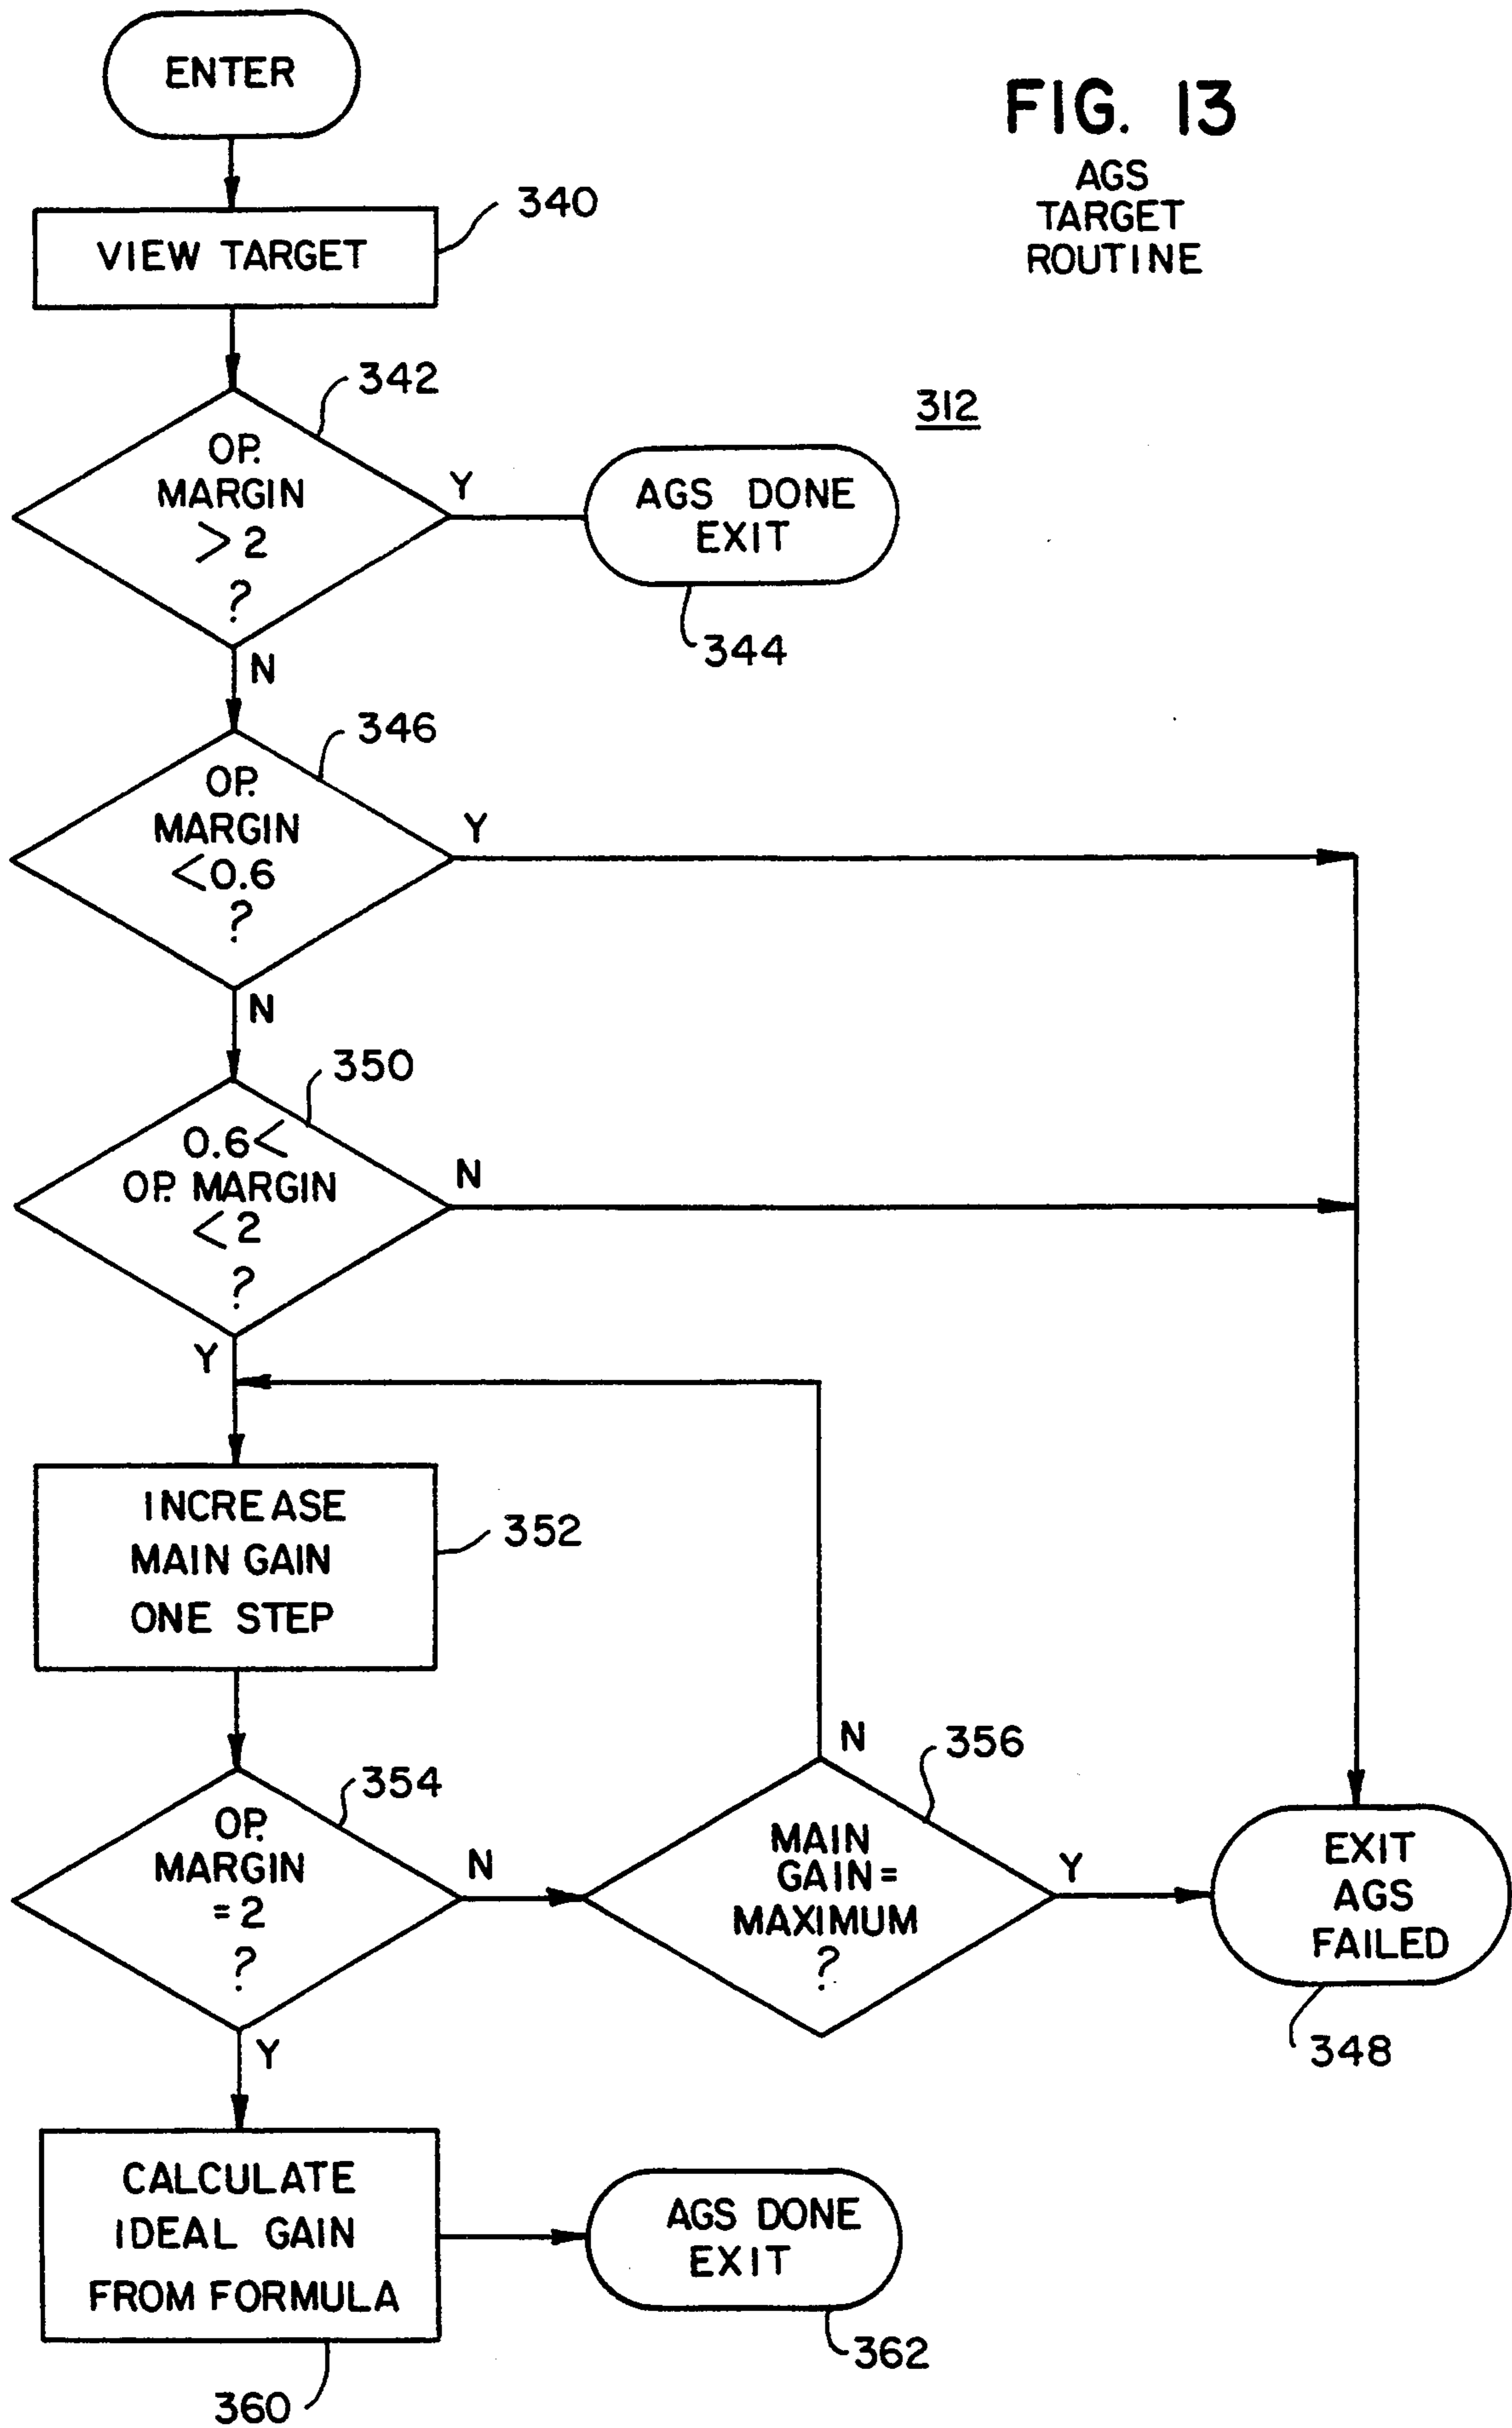 ENTER
FIG. 13
AGS
TARGET
ROUTINE
340
VIEW TARGET
342
312
OP.
MARGIN
>2
?
Y
AGS DONE
EXIT
344
N
346
OP.
MARGIN
<0.6
?
Y
N
350
0.6<
OP. MARGIN
<2
?
N
Y
INCREASE
MAIN GAIN
ONE STEP
352
354
OP.
MARGIN
=2
?
N
N
356
MAIN
GAIN=
MAXIMUM
?
Y
EXIT
AGS
FAILED
348
Y
CALCULATE
IDEAL GAIN
FROM FORMULA
360
AGS DONE
EXIT
362